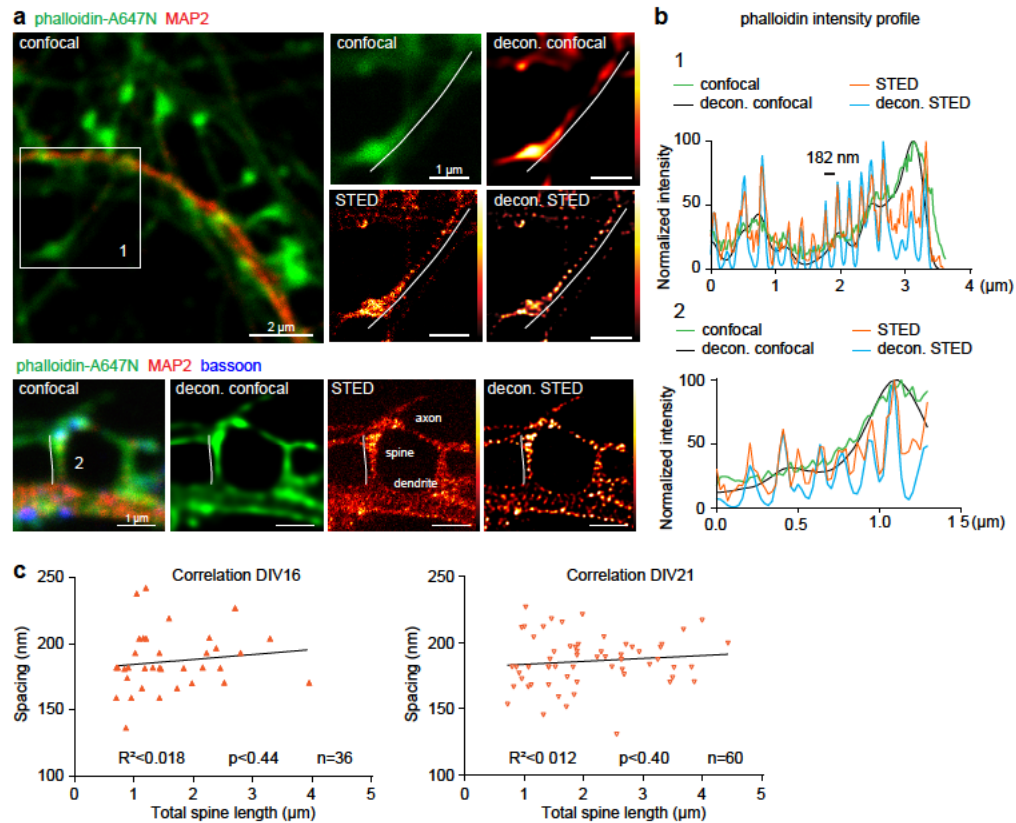 a
phalloidin-A647N MAP2
confocal
1
2 µm
confocal
1 µm
decon. confocal
STED
decon. STED
phalloidin-A647N MAP2 bassoon
confocal
2
1 µm
decon. confocal
STED
axon
spine
dendrite
decon. STED
b
phalloidin intensity profile
1
confocal
STED
decon. confocal
decon. STED
182 nm
Normalized intensity
100
50
0
0 1 2 3 4 (µm)
2
confocal
STED
decon. confocal
decon. STED
Normalized intensity
100
50
0
0.0 0.5 1.0 1 5 (µm)
c
Correlation DIV16
Spacing (nm)
250
200
150
100
R²<0.018 p<0.44 n=36
0 1 2 3 4 5
Total spine length (µm)
Correlation DIV21
Spacing (nm)
250
200
150
100
R²<0 012 p<0.40 n=60
0 1 2 3 4 5
Total spine length (µm)